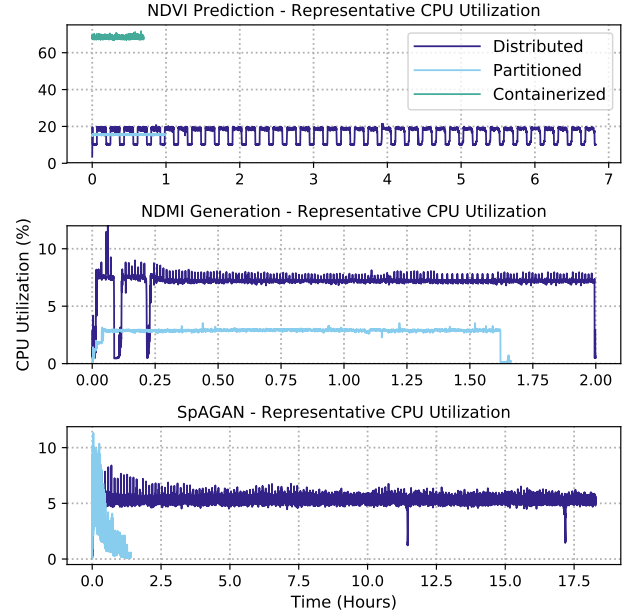 NDVI Prediction - Representative CPU Utilization
60
40
20
0
Distributed
Partitioned
Containerized
0 1 2 3 4 5 6 7
NDMI Generation - Representative CPU Utilization
CPU Utilization (%)
10
5
0
0.00 0.25 0.50 0.75 1.00 1.25 1.50 1.75 2.00
SpAGAN - Representative CPU Utilization
10
5
0
0.0 2.5 5.0 7.5 10.0 12.5 15.0 17.5
Time (Hours)